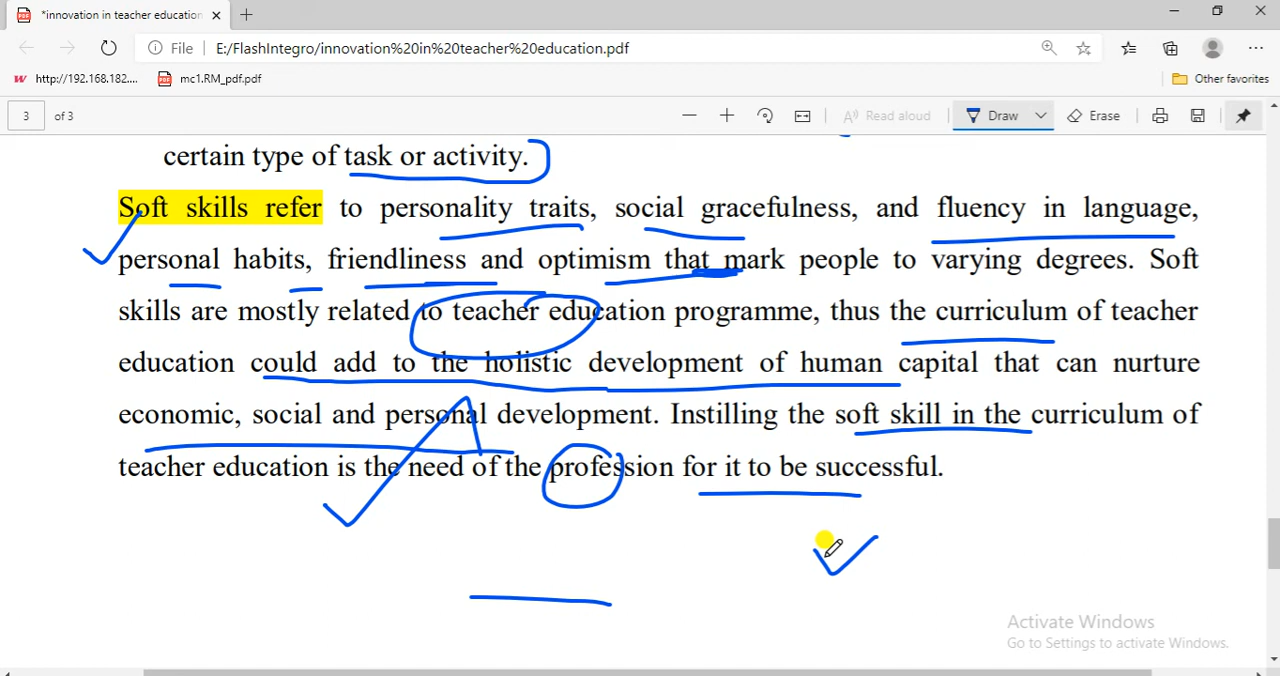 *innovation in teacher education
File E:/FlashIntegro/innovation%20in%20teacher%20education.pdf
http://192.168.182.... mc1.RM_pdf.pdf Other favorites
3 of 3 Read aloud Draw Erase
certain type of task or activity.
Soft skills refer to personality traits, social gracefulness, and fluency in language,
personal habits, friendliness and optimism that mark people to varying degrees. Soft
skills are mostly related to teacher education programme, thus the curriculum of teacher
education could add to the holistic development of human capital that can nurture
economic, social and personal development. Instilling the soft skill in the curriculum of
teacher education is the need of the profession for it to be successful.
Activate Windows
Go to Settings to activate Windows.